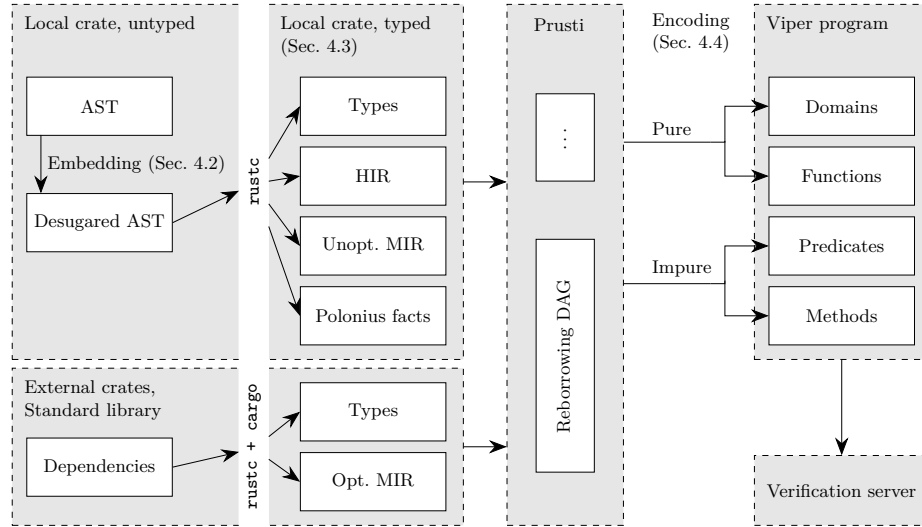 Local crate, untyped
AST
Embedding (Sec. 4.2)
Desugared AST
rustc
Local crate, typed
(Sec. 4.3)
Types
HIR
Unopt. MIR
Polonius facts
External crates,
Standard library
Dependencies
rustc + cargo
Types
Opt. MIR
Prusti
...
Reborrowing DAG
Encoding
(Sec. 4.4)
Pure
Impure
Viper program
Domains
Functions
Predicates
Methods
Verification server